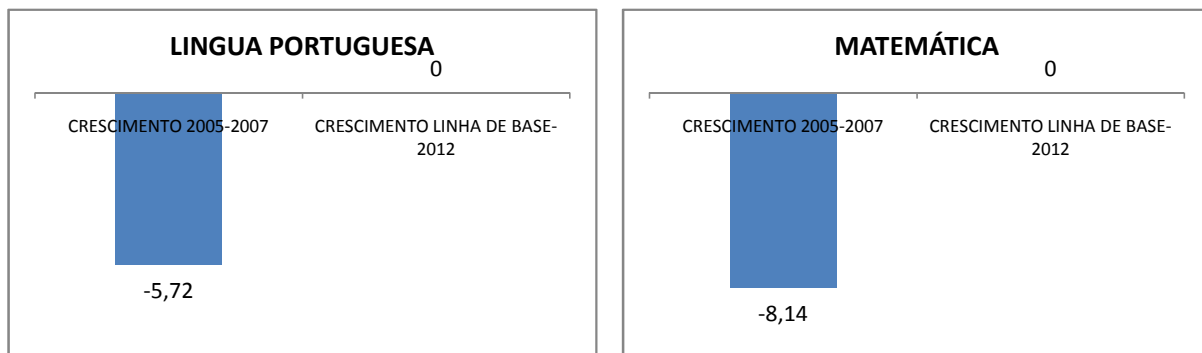 LINGUA PORTUGUESA
0
CRESCIMENTO 2005-2007
CRESCIMENTO LINHA DE BASE-
2012
-5,72
MATEMÁTICA
0
CRESCIMENTO 2005-2007
CRESCIMENTO LINHA DE BASE-
2012
-8,14